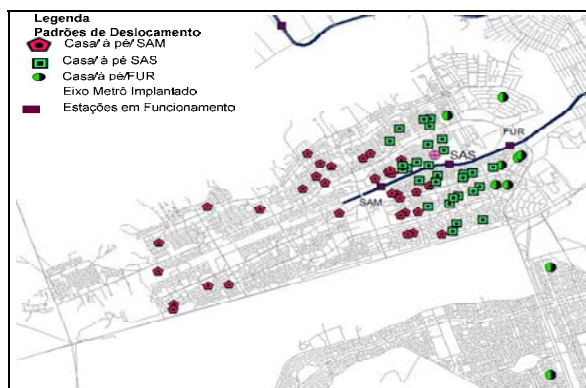 Legenda
Padrões de Deslocamento
Casa/ à pé/ SAM
Casa/ à pé SAS
Casa/à pé/FUR
Eixo Metrô Implantado
Estações em Funcionamento
FUR
SAS
SAM